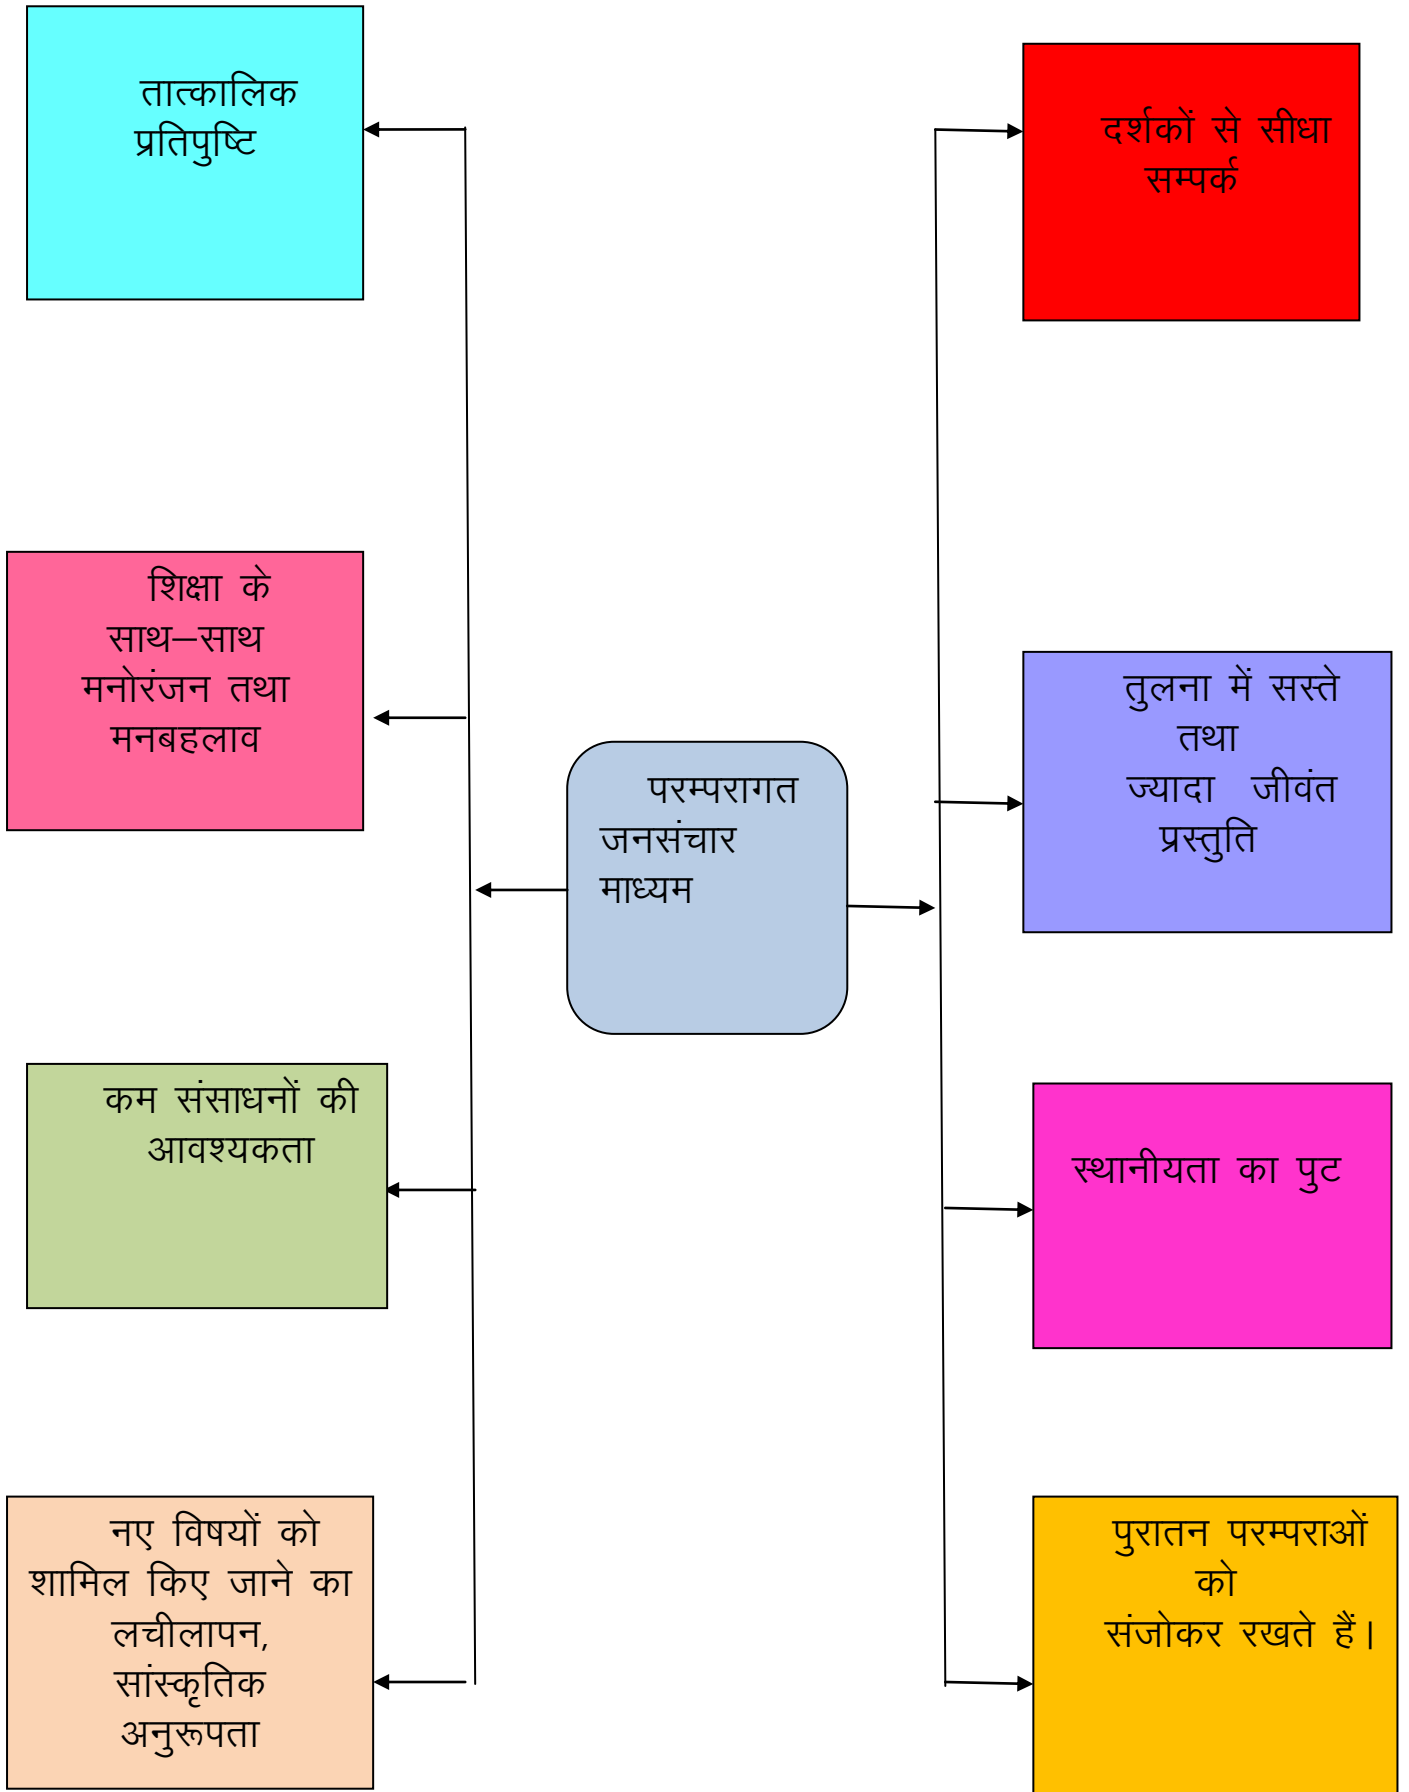 तात्कालिक
प्रतिपुष्टि
शिक्षा के
साथ–साथ
मनोरंजन तथा
मनबहलाव
कम संसाधनों की
आवश्यकता
नए विषयों को
शामिल किए जाने का
लचीलापन,
सांस्कृतिक
अनुरूपता
परम्परागत
जनसंचार
माध्यम
दर्शकों से सीधा
सम्पर्क
तुलना में सस्ते
तथा
ज्यादा जीवंत
प्रस्तुति
स्थानीयता का पुट
पुरातन परम्पराओं
को
संजोकर रखते हैं।